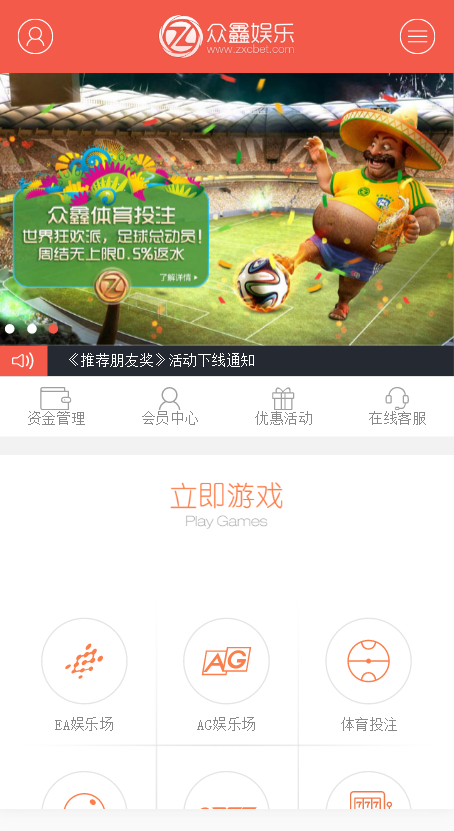 众鑫娱乐
www.zxcbet.com
众鑫体育投注
世界狂欢派，足球总动员！
周结无上限0.5%返水
了解详情
《推荐朋友奖》活动下线通知
资金管理
会员中心
优惠活动
在线客服
立即游戏
Play Games
AG
EA娱乐场
AG娱乐场
体育投注
777